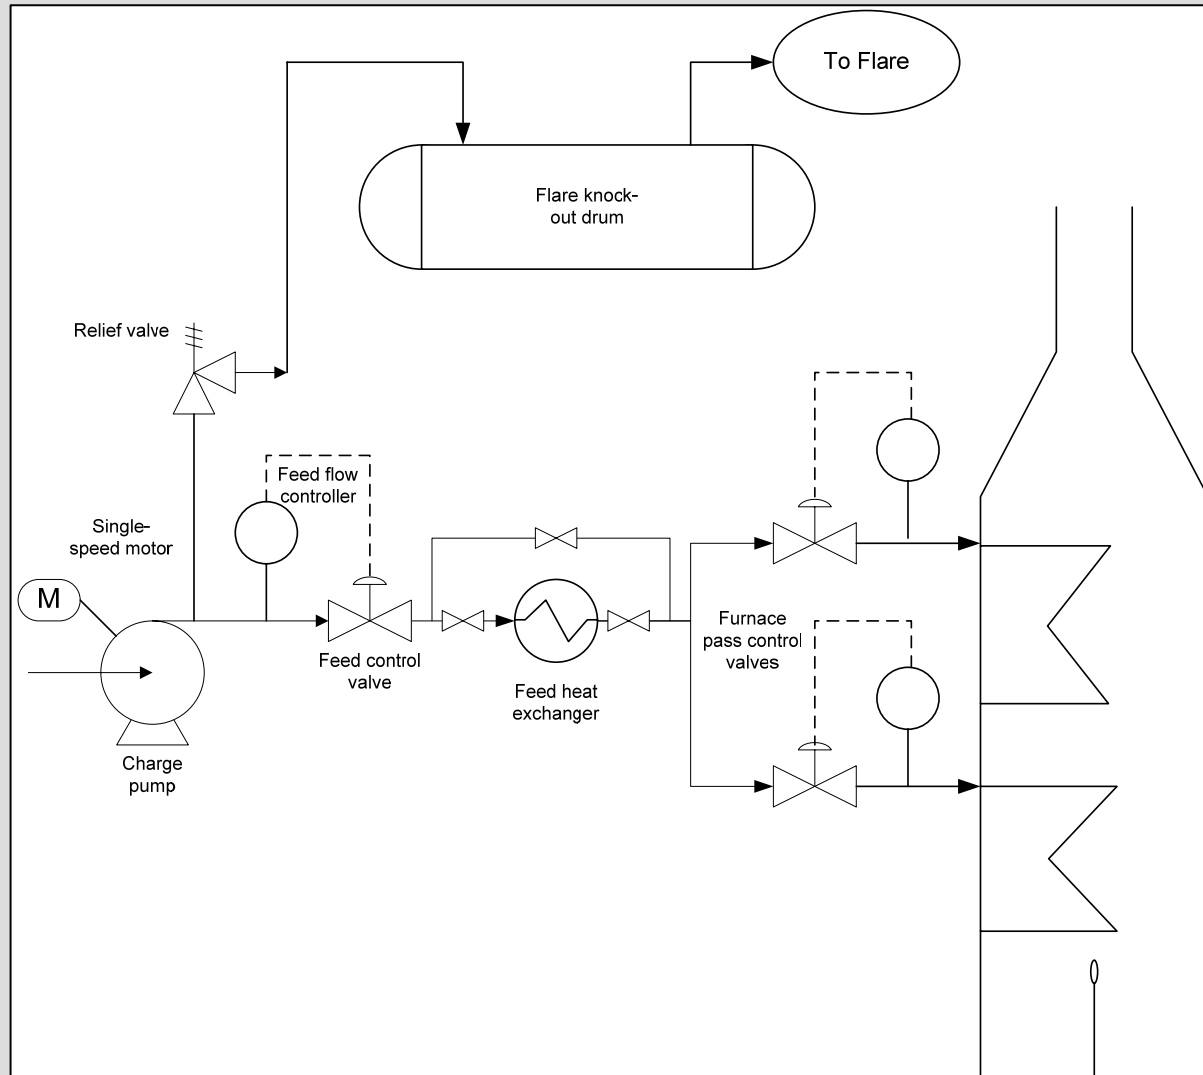 To Flare
Flare knock-
out drum
Relief valve
Feed flow
controller
Single-
speed motor
M
Feed control
valve
Feed heat
exchanger
Furnace
pass control
valves
Charge
pump